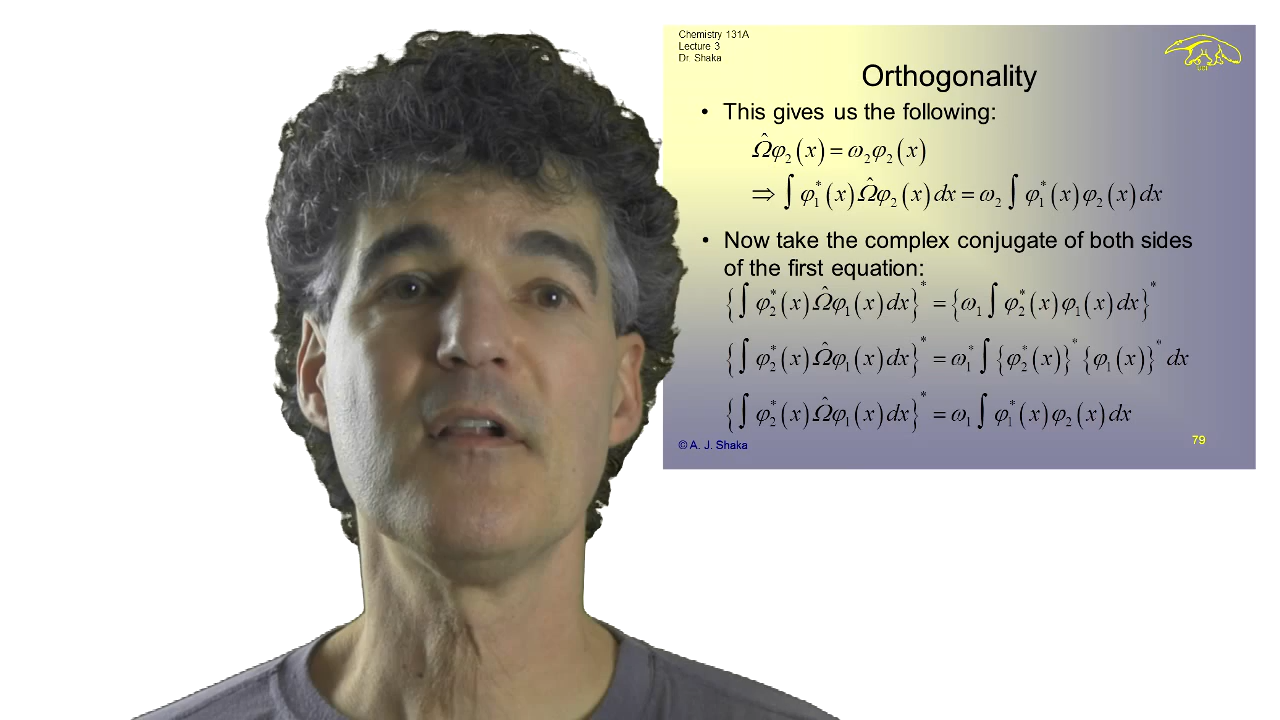 Chemistry 131A
Lecture 3
Dr. Shaka
Orthogonality
• This gives us the following:
Ω̂φ₂(x) = ω₂φ₂(x)
⇒ ∫ φ₁*(x)Ω̂φ₂(x)dx = ω₂ ∫ φ₁*(x)φ₂(x)dx
• Now take the complex conjugate of both sides
of the first equation:
{∫ φ₂*(x)Ω̂φ₁(x)dx}* = {ω₁ ∫ φ₂*(x)φ₁(x)dx}*
{∫ φ₂*(x)Ω̂φ₁(x)dx}* = ω₁* ∫ {φ₂*(x)}* {φ₁(x)}* dx
{∫ φ₂*(x)Ω̂φ₁(x)dx}* = ω₁ ∫ φ₁*(x)φ₂(x)dx
© A. J. Shaka
79